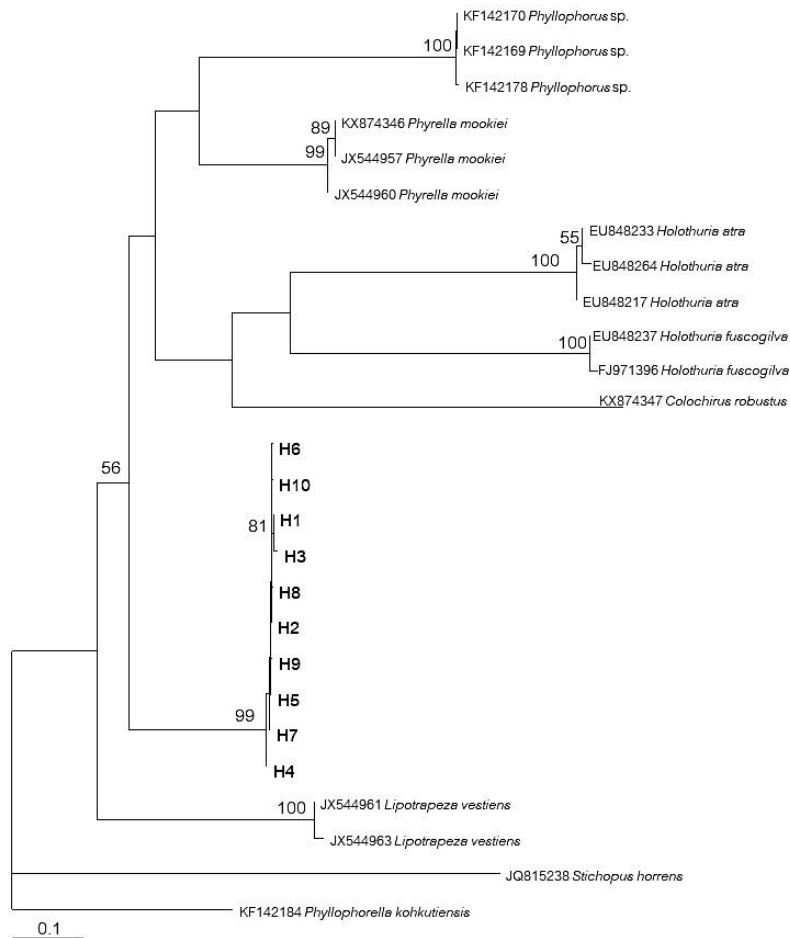 KF142170 Phyllophorus sp.
100
KF142169 Phyllophorus sp.
KF142178 Phyllophorus sp.
89
KX874346 Phyrella mookiei
99
JX544957 Phyrella mookiei
JX544960 Phyrella mookiei
55
EU848233 Holothuria atra
100
EU848264 Holothuria atra
EU848217 Holothuria atra
100
EU848237 Holothuria fuscogilva
FJ971396 Holothuria fuscogilva
KX874347 Colochirus robustus
H6
56
H10
81
H1
H3
H8
H2
H9
H5
99
H7
H4
100
JX544961 Lipotrapeza vestiens
JX544963 Lipotrapeza vestiens
JQ815238 Stichopus horrens
KF142184 Phyllophorella kohkutiensis
0.1